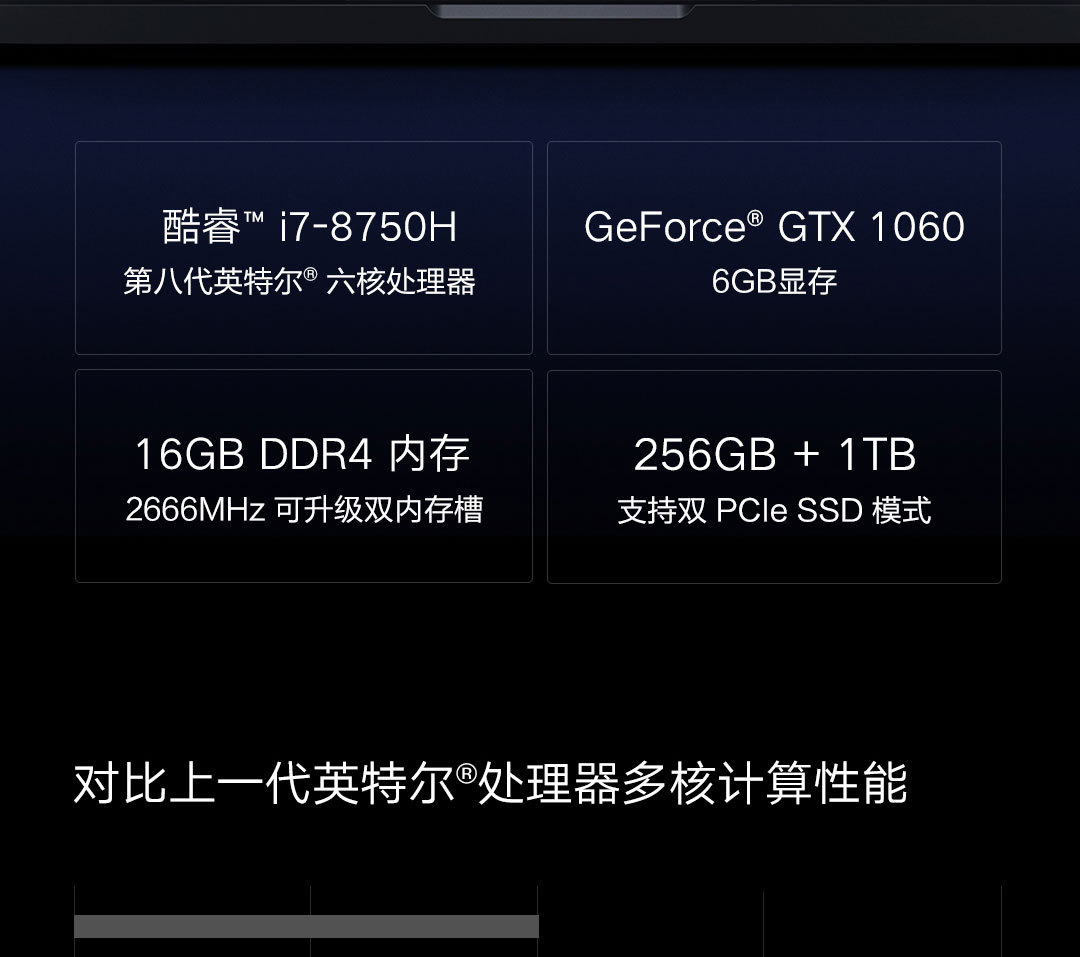 酷睿™ i7-8750H
第八代英特尔® 六核处理器
GeForce® GTX 1060
6GB显存
16GB DDR4 内存
2666MHz 可升级双内存槽
256GB + 1TB
支持双 PCIe SSD 模式
对比上一代英特尔®处理器多核计算性能